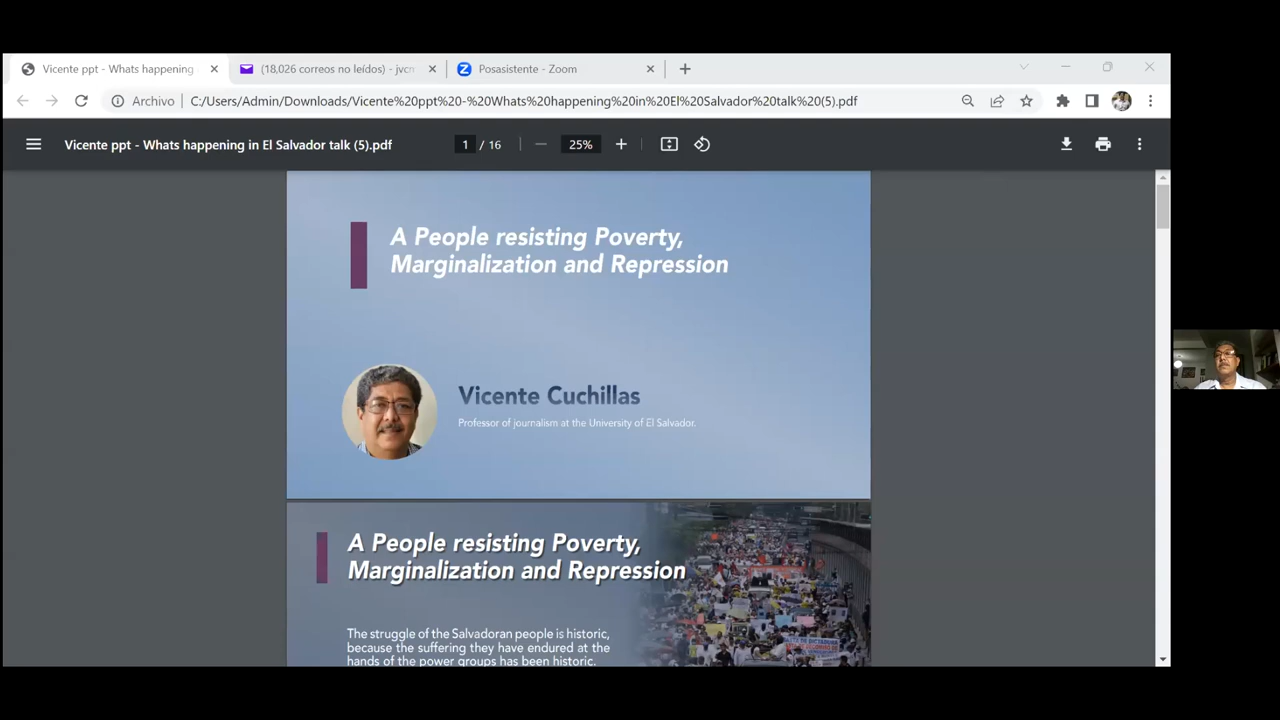 Vicente ppt - Whats happening
(18,026 correos no leídos) - jvcn
Posasistente - Zoom
Archivo
C:/Users/Admin/Downloads/Vicente%20ppt%20-%20Whats%20happening%20in%20El%20Salvador%20talk%20(5).pdf
Vicente ppt - Whats happening in El Salvador talk (5).pdf
1 / 16
25%
A People resisting Poverty,
Marginalization and Repression
Vicente Cuchillas
Professor of journalism at the University of El Salvador.
A People resisting Poverty,
Marginalization and Repression
The struggle of the Salvadoran people is historic,
because the suffering they have endured at the
hands of the power groups has been historic.